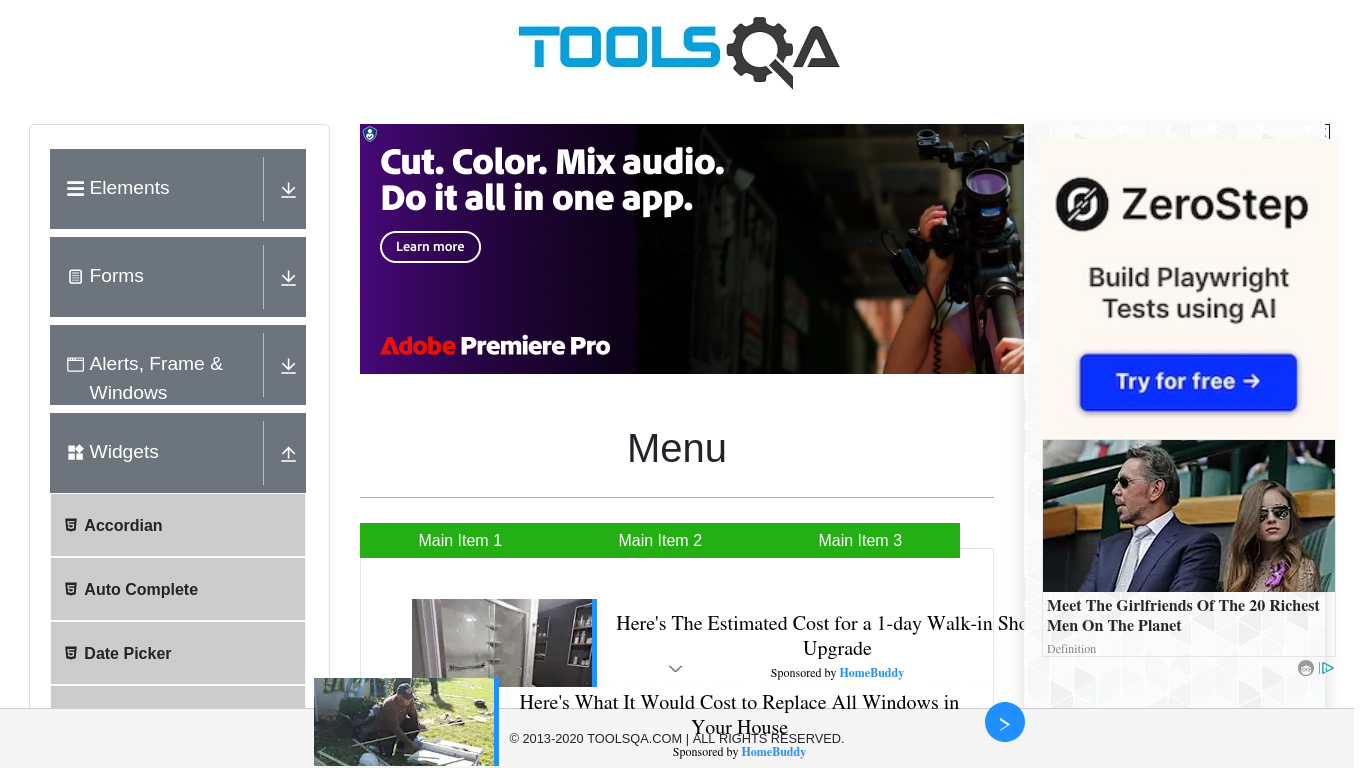 TOOLSQA
Elements
Forms
Alerts, Frame &
Windows
Widgets
Accordian
Auto Complete
Date Picker
Cut. Color. Mix audio.
Do it all in one app.
Learn more
Adobe Premiere Pro
Menu
Main Item 1
Main Item 2
Main Item 3
Here's The Estimated Cost for a 1-day Walk-in
Upgrade
Sponsored by HomeBuddy
Here's What It Would Cost to Replace All Windows in
Your House
Sponsored by HomeBuddy
© 2013-2020 TOOLSQA.COM | ALL RIGHTS RESERVED.
ZeroStep
Build Playwright
Tests using AI
Try for free →
Meet The Girlfriends Of The 20 Richest
Men On The Planet
Definition